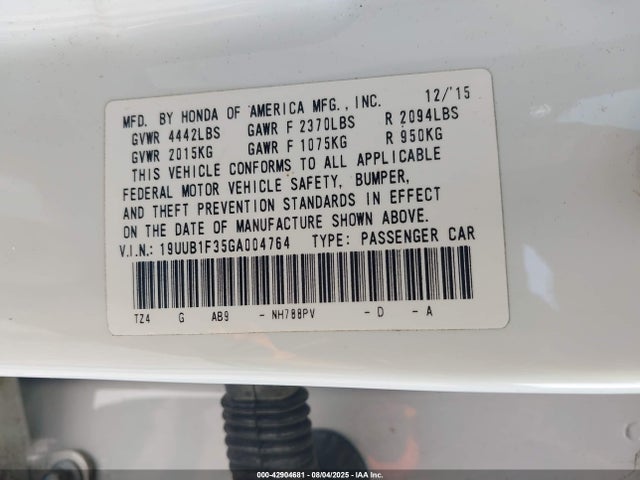 MFD. BY HONDA OF AMERICA MFG., INC. 12/'15
GVWR 4442LBS GAWR F 2370LBS R 2094LBS
GVWR 2015KG GAWR F 1075KG R 950KG
THIS VEHICLE CONFORMS TO ALL APPLICABLE
FEDERAL MOTOR VEHICLE SAFETY, BUMPER,
AND THEFT PREVENTION STANDARDS IN EFFECT
ON THE DATE OF MANUFACTURE SHOWN ABOVE.
V.I.N.: 19UUB1F35GA004764 TYPE: PASSENGER CAR
TZ4 G AB9 - NH788PV - D - A
000-42904681 - 08/04/2025 - IAAI.com